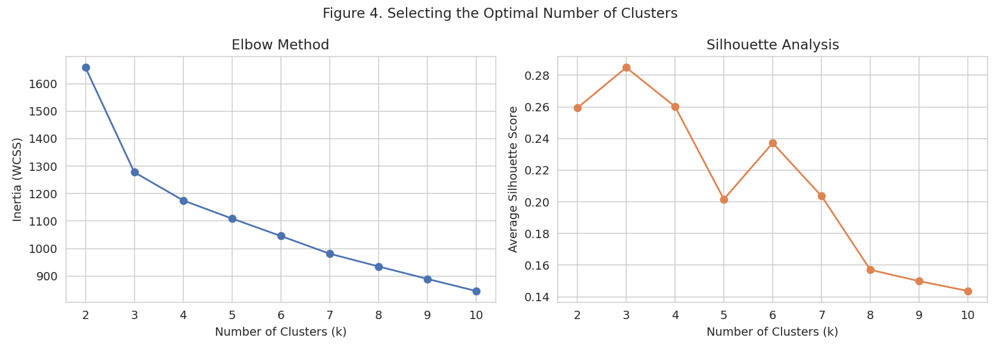 Figure 4. Selecting the Optimal Number of Clusters
Elbow Method
Inertia (WCSS)
1600
1500
1400
1300
1200
1100
1000
900
2 3 4 5 6 7 8 9 10
Number of Clusters (k)
Silhouette Analysis
Average Silhouette Score
0.28
0.26
0.24
0.22
0.20
0.18
0.16
0.14
2 3 4 5 6 7 8 9 10
Number of Clusters (k)